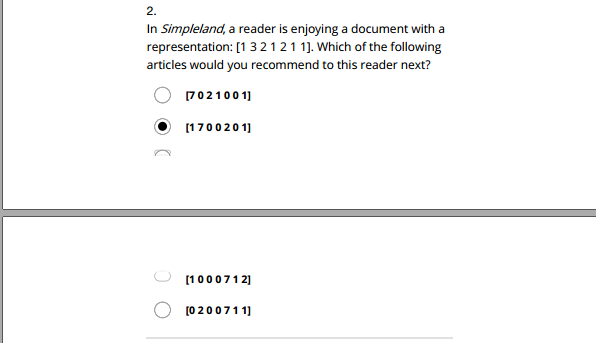 2.
In Simpleland, a reader is enjoying a document with a
representation: [1 3 2 1 2 1 1]. Which of the following
articles would you recommend to this reader next?
[7 0 2 1 0 0 1]
[1 7 0 0 2 0 1]
[1 0 0 0 7 1 2]
[0 2 0 0 7 1 1]